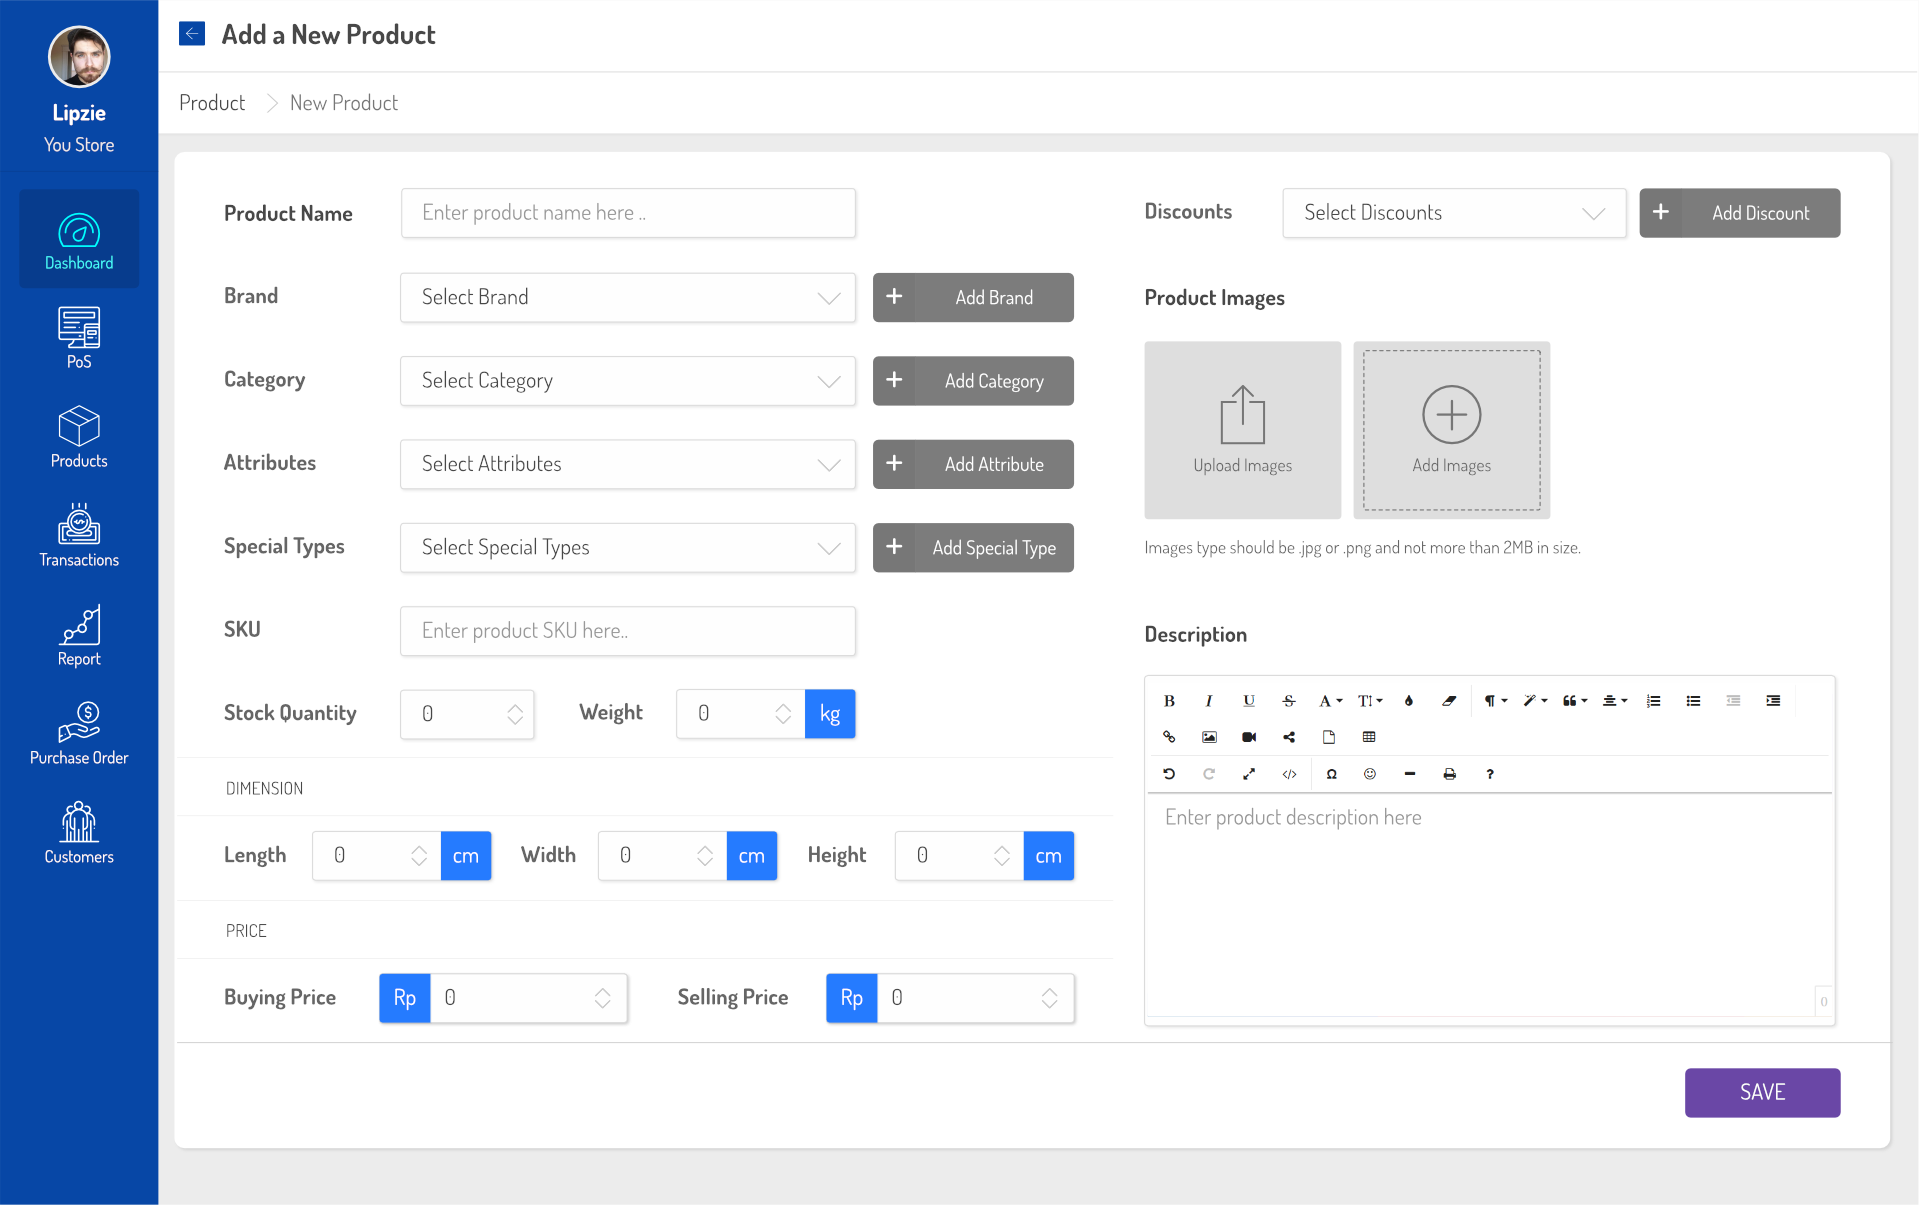 Lipzie
You Store
Dashboard
PoS
Products
Transactions
Report
Purchase Order
Customers
Add a New Product
Product
New Product
Product Name
Enter product name here ..
Brand
Select Brand
+ Add Brand
Category
Select Category
+ Add Category
Attributes
Select Attributes
+ Add Attribute
Special Types
Select Special Types
+ Add Special Type
SKU
Enter product SKU here..
Stock Quantity
0
Weight
0
kg
DIMENSION
Length
0
cm
Width
0
cm
Height
0
cm
PRICE
Buying Price
Rp
0
Selling Price
Rp
0
Discounts
Select Discounts
+ Add Discount
Product Images
Upload Images
Add Images
Images type should be .jpg or .png and not more than 2MB in size.
Description
B I U S A TI ¶
</> Ω ?
Enter product description here
0
SAVE